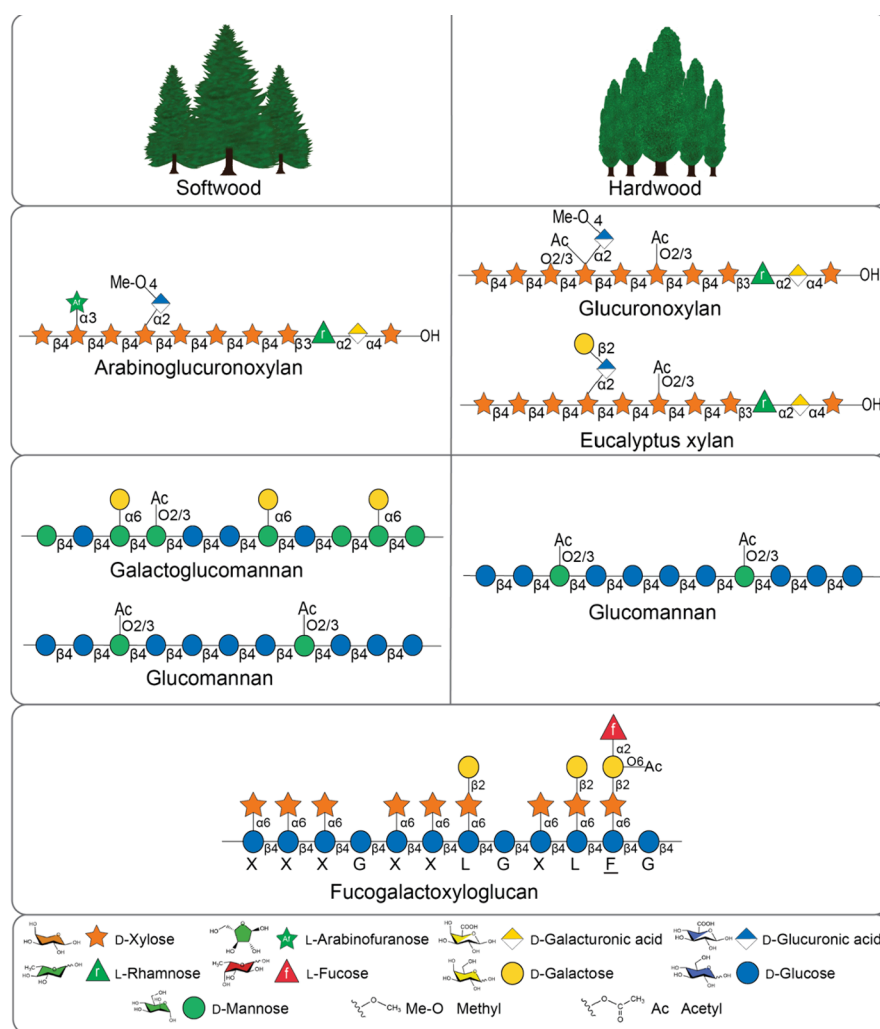 Softwood
Hardwood
Me-O 4
Af α3 α2
β4 β4 β4 β4 β4 β4 β4 β3 r α2 α4 OH
Arabinoglucuronoxylan
Me-O 4
Ac Ac
O2/3 α2 O2/3
β4 β4 β4 β4 β4 β4 β3 r α2 α4 OH
Glucuronoxylan
β2
α2 Ac
O2/3
β4 β4 β4 β4 β4 β4 β4 β3 r α2 α4 OH
Eucalyptus xylan
Ac
α6 O2/3 α6 α6
β4 β4 β4 β4 β4 β4 β4 β4 β4 β4
Galactoglucomannan
Ac Ac
O2/3 O2/3
β4 β4 β4 β4 β4 β4 β4 β4 β4 β4
Glucomannan
Ac Ac
O2/3 O2/3
β4 β4 β4 β4 β4 β4 β4 β4 β4 β4
Glucomannan
f
α2
O6 Ac
β2 β2 β2
α6 α6 α6 α6 α6 α6 α6 α6 α6
β4 β4 β4 β4 β4 β4 β4 β4 β4 β4 β4
X X X G X X L G X L F G
Fucogalactoxyloglucan
D-Xylose Af L-Arabinofuranose D-Galacturonic acid D-Glucuronic acid
r L-Rhamnose f L-Fucose D-Galactose D-Glucose
D-Mannose O CH₃ Me-O Methyl Ac Acetyl